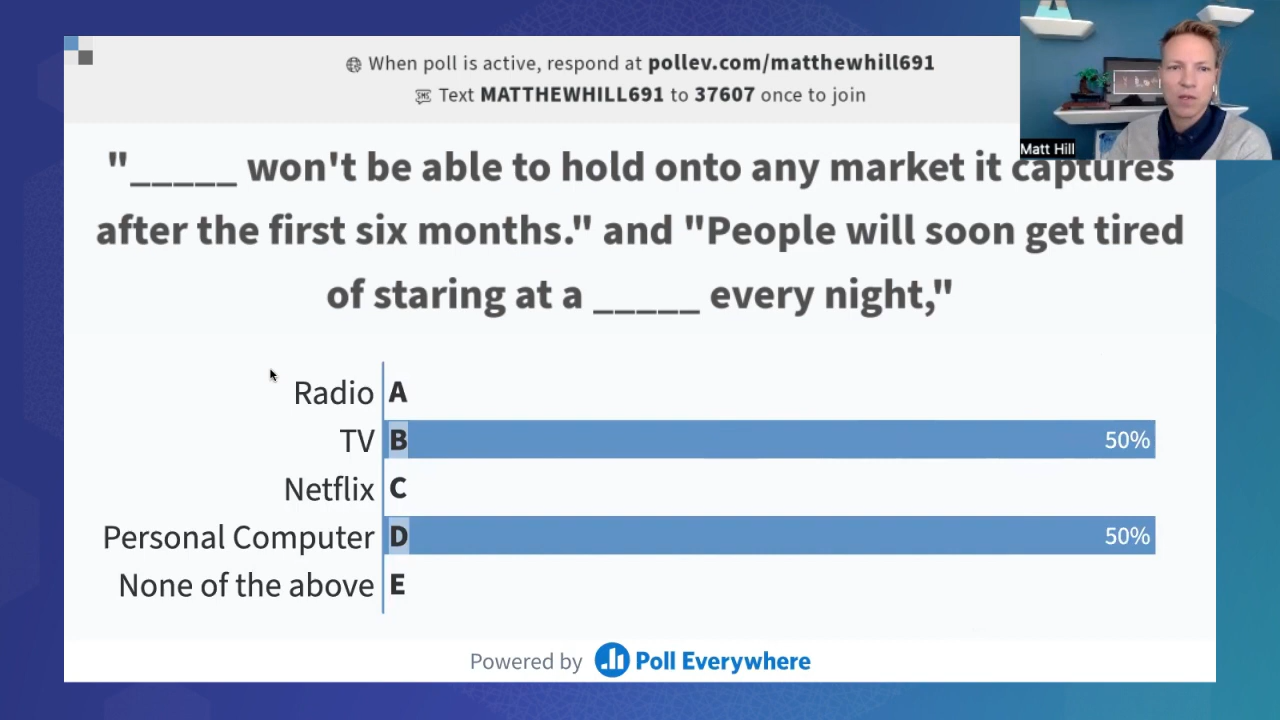 When poll is active, respond at pollev.com/matthewhill691
Text MATTHEWHILL691 to 37607 once to join
Matt Hill
"_____ won't be able to hold onto any market it captures
after the first six months." and "People will soon get tired
of staring at a _____ every night,"
Radio A
TV B 50%
Netflix C
Personal Computer D 50%
None of the above E
Powered by Poll Everywhere